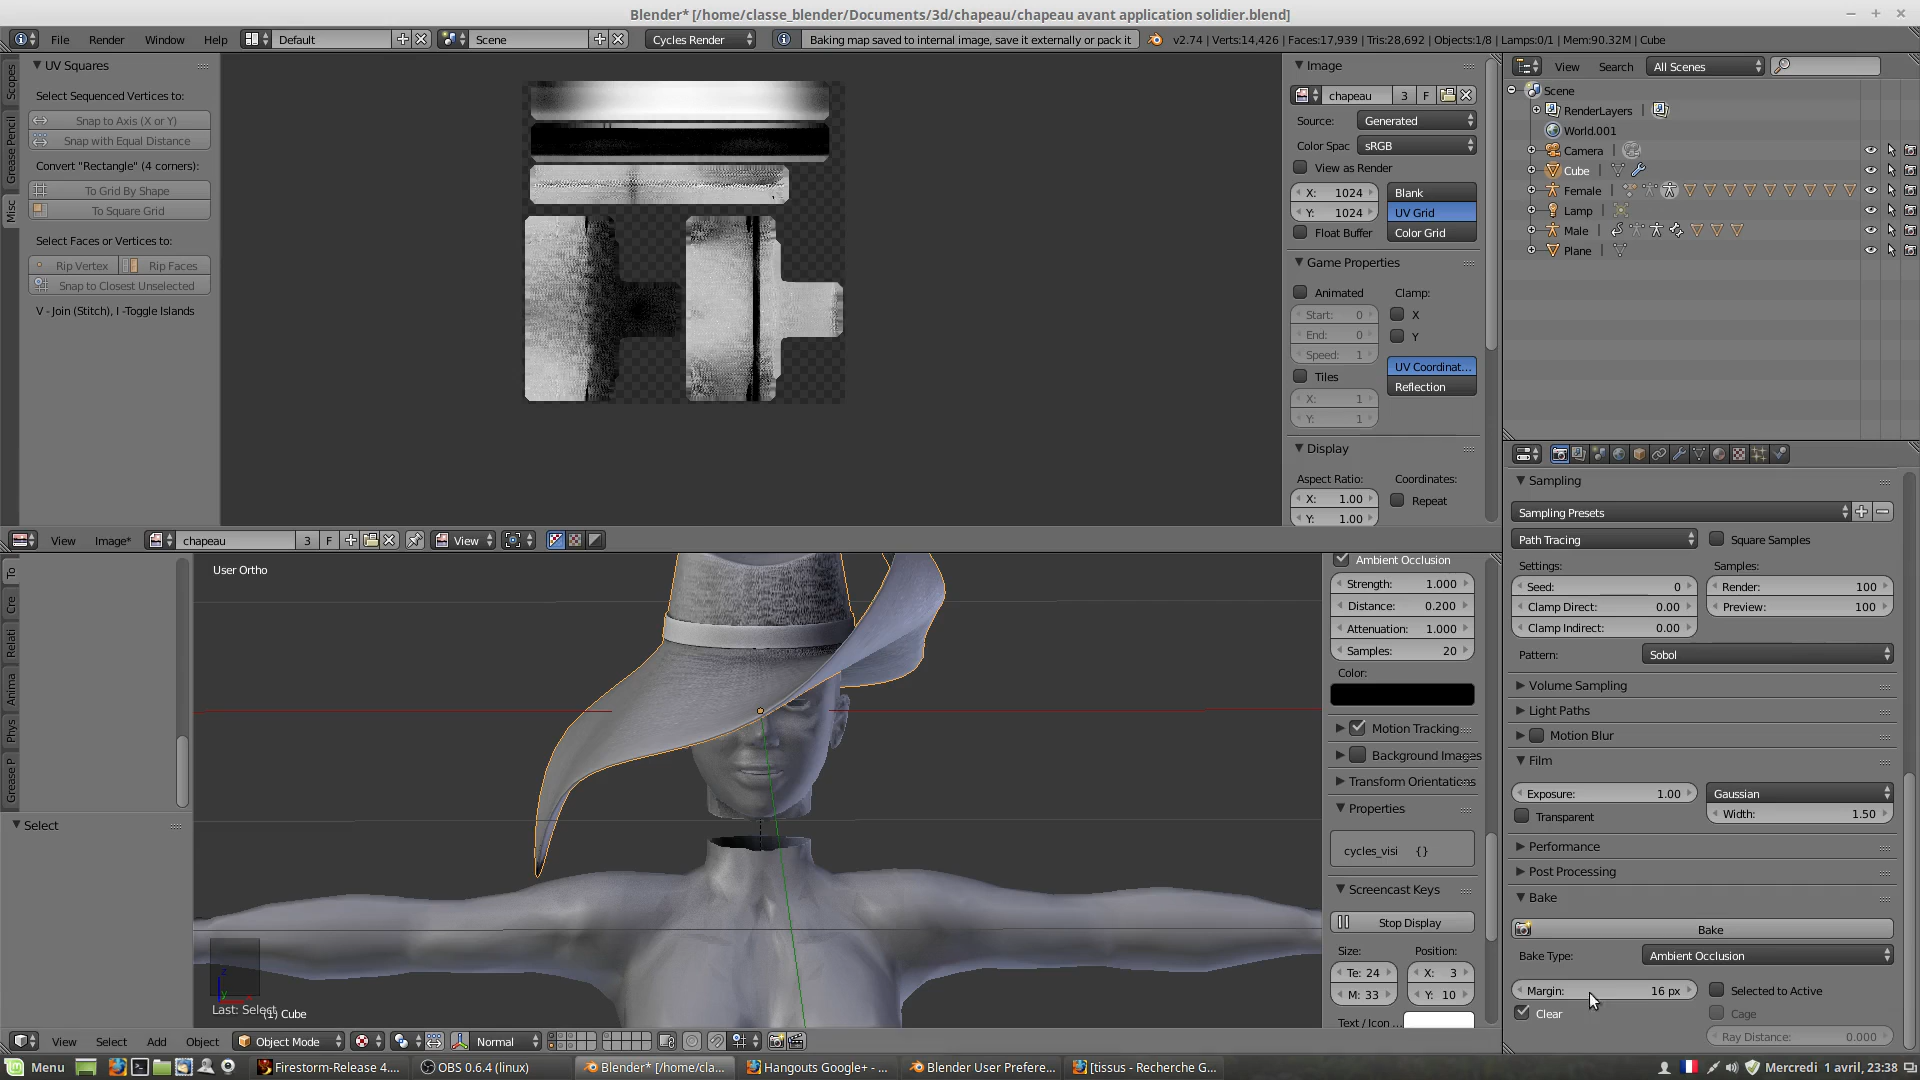 Blender* [/home/classe_blender/Documents/3d/chapeau/chapeau avant application solidier.blend]
File Render Window Help Default Scene Cycles Render Baking map saved to internal image, save it externally or pack it v2.74 | Verts:14,426 | Faces:17,939 | Tris:28,692 | Objects:1/8 | Lamps:0/1 | Mem:90.32M | Cube
Scopes
Grease Pencil
Misc
UV Squares
Select Sequenced Vertices to:
Snap to Axis (X or Y)
Snap with Equal Distance
Convert "Rectangle" (4 corners):
To Grid By Shape
To Square Grid
Select Faces or Vertices to:
Rip Vertex Rip Faces
Snap to Closest Unselected
V - Join (Stitch), I -Toggle Islands
Image
chapeau 3 F
Source: Generated
Color Spac sRGB
View as Render
X: 1024 Blank
Y: 1024 UV Grid
Float Buffer Color Grid
Game Properties
Animated Clamp:
Start: 0 X
End: 0 Y
Speed: 1
Tiles UV Coordinat...
X: 1 Reflection
Y: 1
Display
Aspect Ratio: Coordinates:
X: 1.00 Repeat
Y: 1.00
View Search All Scenes
Scene
RenderLayers
World.001
Camera
Cube
Female
Lamp
Male
Plane
View Image* chapeau 3 F View
To
Cre
Relati
Anima
Phys
Grease P
Select
User Ortho
Last: Select
(1) Cube
Ambient Occlusion
Strength: 1.000
Distance: 0.200
Attenuation: 1.000
Samples: 20
Color:
Motion Tracking
Background Images
Transform Orientations
Properties
cycles_visi {}
Screencast Keys
Stop Display
Size: Position:
Te: 24 X: 3
M: 33 Y: 10
Text / Icon ...
Sampling
Sampling Presets
Path Tracing Square Samples
Settings: Samples:
Seed: 0 Render: 100
Clamp Direct: 0.00 Preview: 100
Clamp Indirect: 0.00
Pattern: Sobol
Volume Sampling
Light Paths
Motion Blur
Film
Exposure: 1.00 Gaussian
Transparent Width: 1.50
Performance
Post Processing
Bake
Bake
Bake Type: Ambient Occlusion
Margin: 16 px Selected to Active
Clear Cage
Ray Distance: 0.000
View Select Add Object Object Mode Normal
Menu Firestorm-Release 4.... OBS 0.6.4 (linux) Blender* [/home/cla... Hangouts Google+ - ... Blender User Prefere... [tissus - Recherche G... Mercredi 1 avril, 23:38